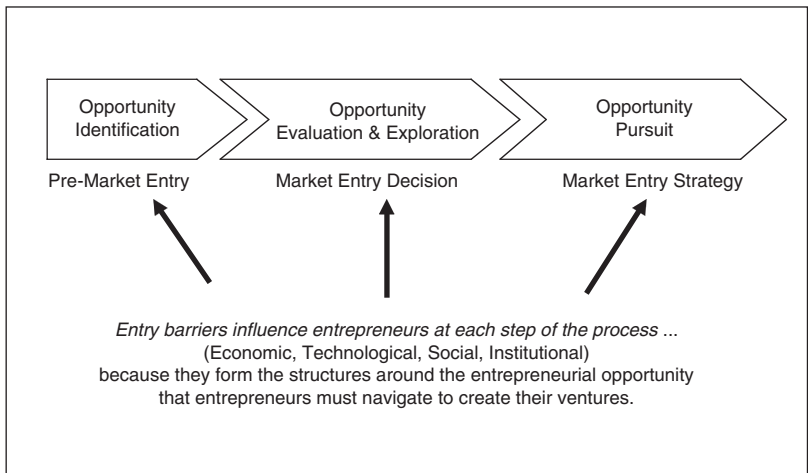 Opportunity
Identification
Opportunity
Evaluation & Exploration
Opportunity
Pursuit
Pre-Market Entry
Market Entry Decision
Market Entry Strategy
Entry barriers influence entrepreneurs at each step of the process ...
(Economic, Technological, Social, Institutional)
because they form the structures around the entrepreneurial opportunity
that entrepreneurs must navigate to create their ventures.